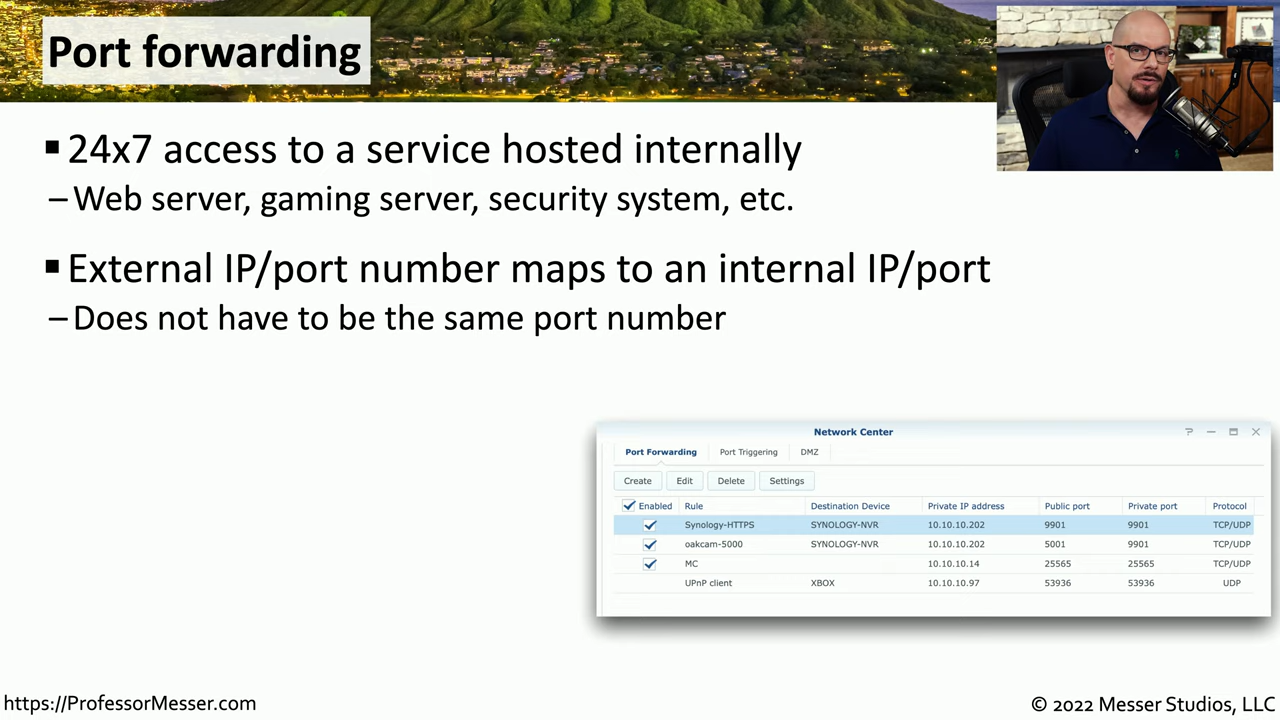 Port forwarding
▪ 24x7 access to a service hosted internally
– Web server, gaming server, security system, etc.
▪ External IP/port number maps to an internal IP/port
– Does not have to be the same port number
Network Center
Port Forwarding Port Triggering DMZ
Create Edit Delete Settings
Enabled Rule Destination Device Private IP address Public port Private port Protocol
Synology-HTTPS SYNOLOGY-NVR 10.10.10.202 9901 9901 TCP/UDP
oakcam-5000 SYNOLOGY-NVR 10.10.10.202 5001 9901 TCP/UDP
MC 10.10.10.14 25565 25565 TCP/UDP
UPnP client XBOX 10.10.10.97 53936 53936 UDP
https://ProfessorMesser.com
© 2022 Messer Studios, LLC